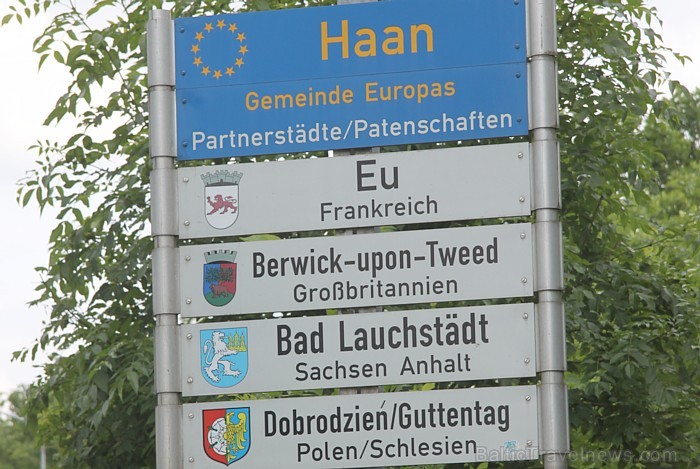 Haan
Gemeinde Europas
Partnerstädte/Patenschaften
Eu
Frankreich
Berwick-upon-Tweed
Großbritannien
Bad Lauchstädt
Sachsen Anhalt
Dobrodzień/Guttentag
Polen/Schlesien
BalticTravelnews.com